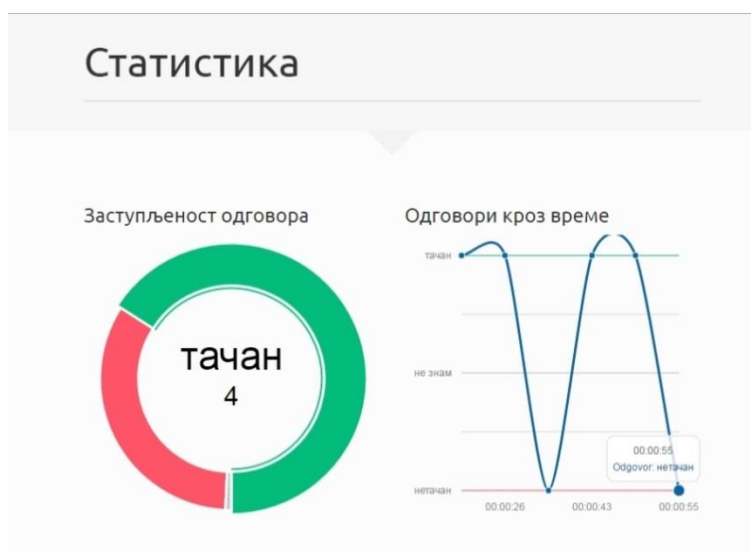 Статистика
Заступљеност одговора
тачан
4
Одговори кроз време
тачан
не знам
нетачан
00:00:55
Odgovor: нетачан
00:00:26
00:00:43
00:00:55